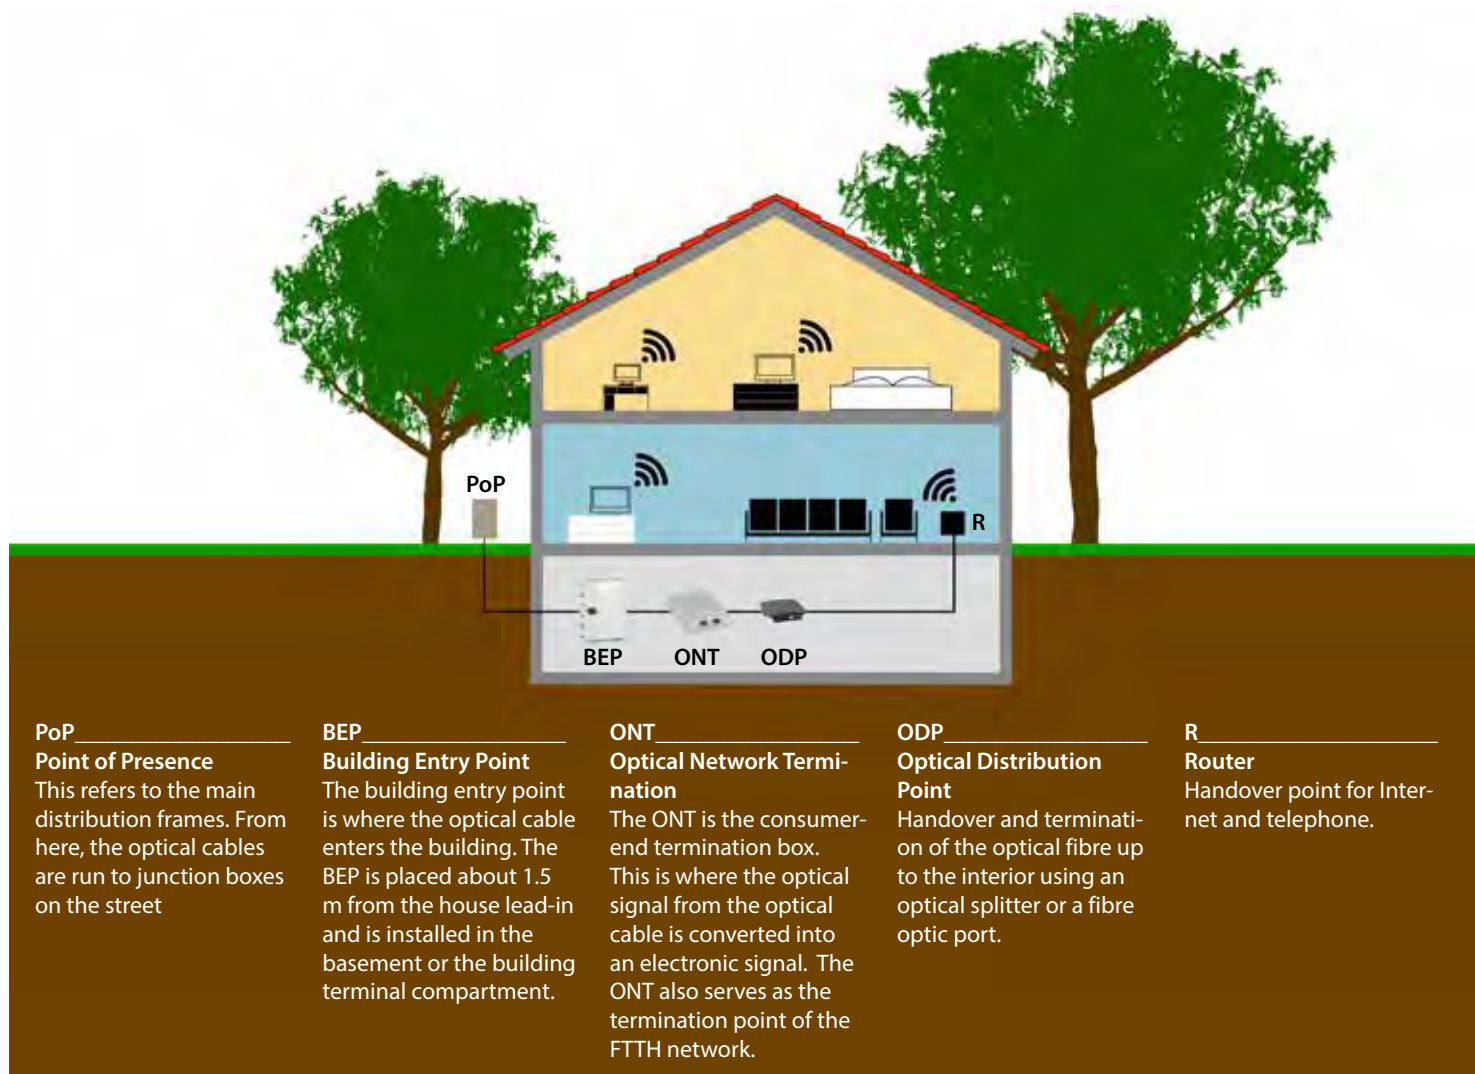 PoP
R
BEP
ONT
ODP
PoP__________________
Point of Presence
This refers to the main
distribution frames. From
here, the optical cables
are run to junction boxes
on the street
BEP_________________
Building Entry Point
The building entry point
is where the optical cable
enters the building. The
BEP is placed about 1.5
m from the house lead-in
and is installed in the
basement or the building
terminal compartment.
ONT_________________
Optical Network Termi-
nation
The ONT is the consumer-
end termination box.
This is where the optical
signal from the optical
cable is converted into
an electronic signal.  The
ONT also serves as the
termination point of the
FTTH network.
ODP_________________
Optical Distribution
Point
Handover and terminati-
on of the optical fibre up
to the interior using an
optical splitter or a fibre
optic port.
R____________________
Router
Handover point for Inter-
net and telephone.